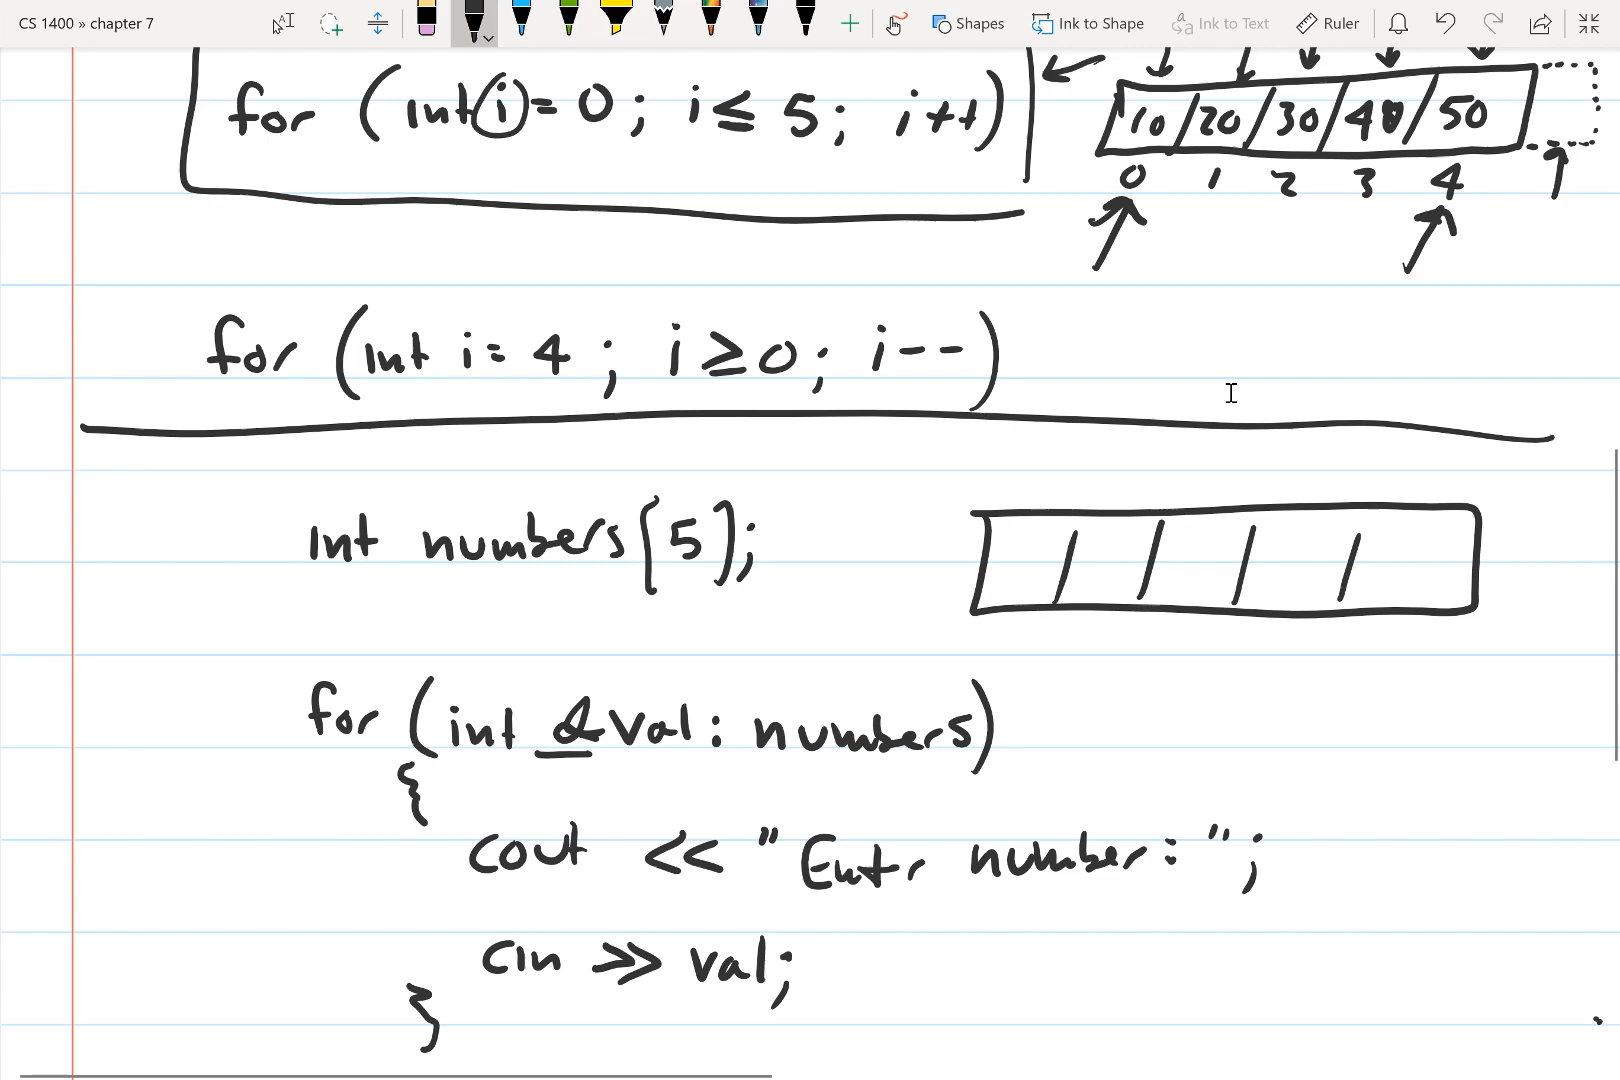 CS 1400 » chapter 7
Shapes
Ink to Shape
Ink to Text
Ruler
for (int i = 0; i ≤ 5; i++)
10 20 30 40 50
0 1 2 3 4
for (int i = 4; i ≥ 0; i--)
int numbers[5];
for (int &val: numbers)
{
cout << "Entr number: ";
cin >> val;
}